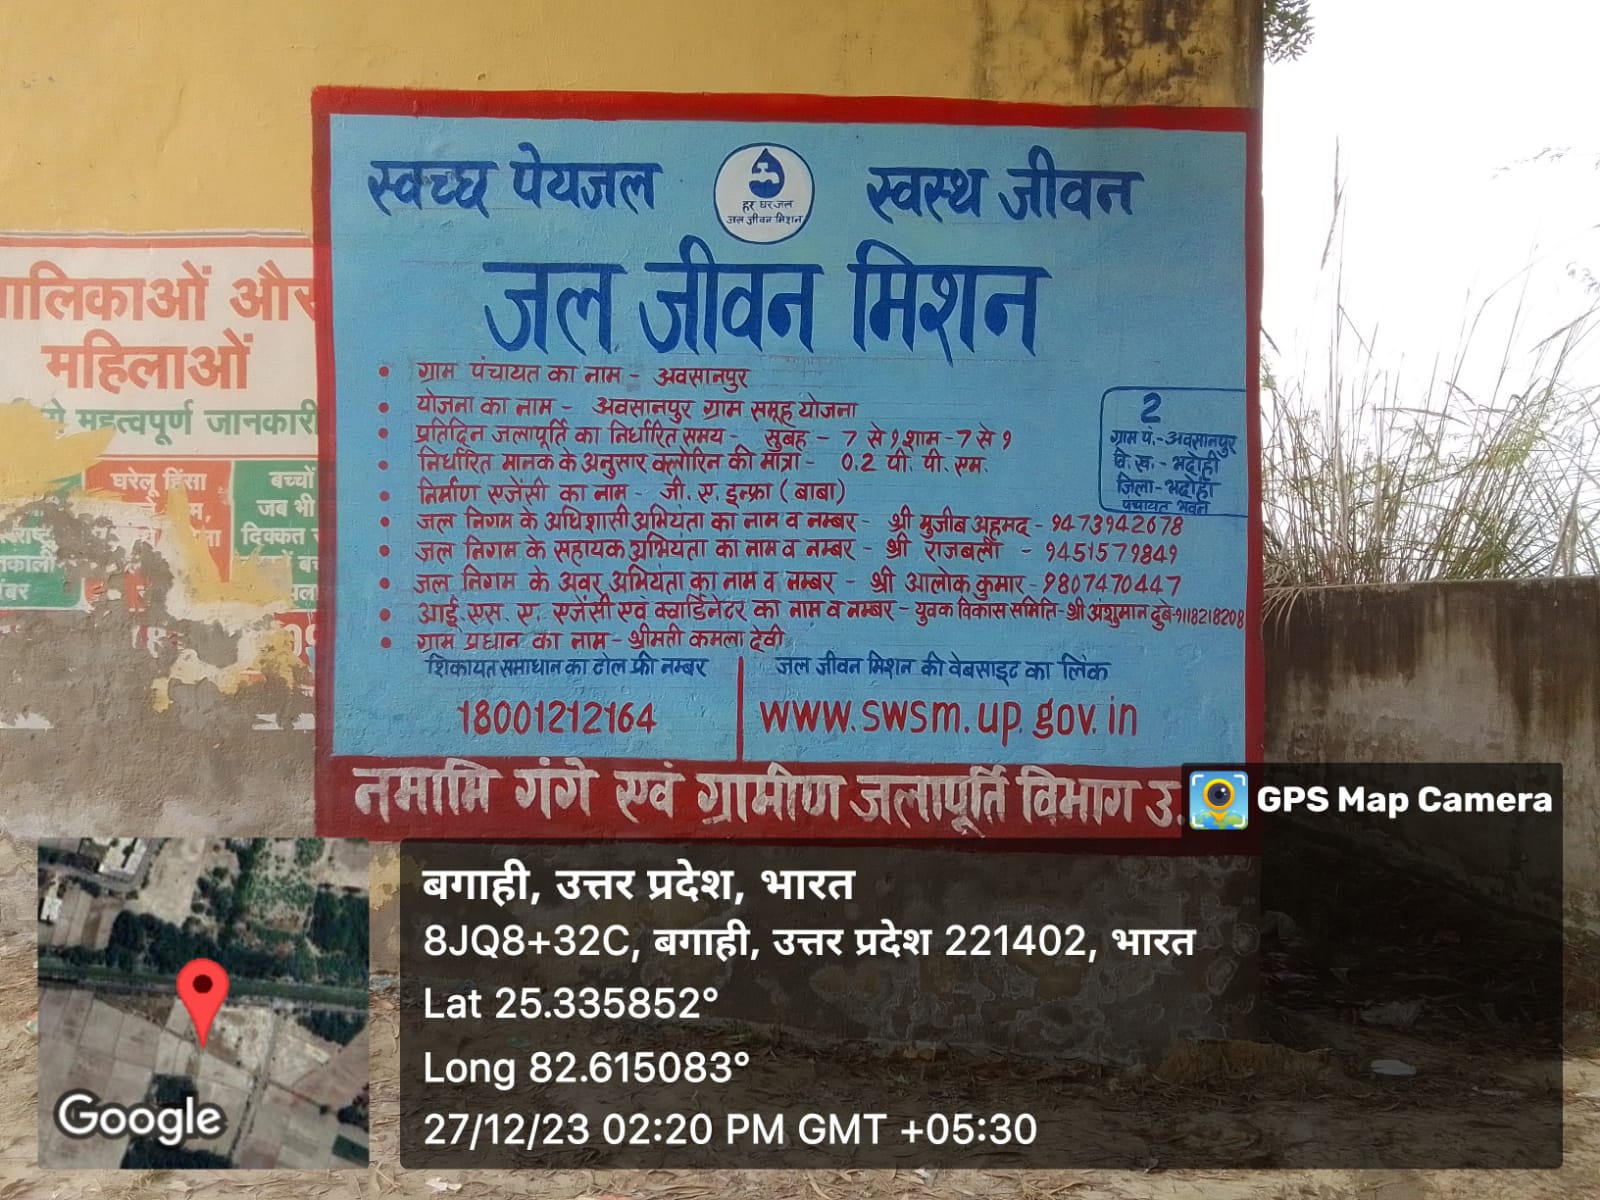 स्वच्छ पेयजल
हर घर जल
जल जीवन मिशन
स्वस्थ जीवन
जल जीवन मिशन
• ग्राम पंचायत का नाम - अवसानपुर
• योजना का नाम - अवसानपुर ग्राम समूह योजना
• प्रतिदिन जलापूर्ति का निर्धारित समय - सुबह - 7 से 9 शाम - 7 से 9
• निर्धारित मानक के अनुसार क्लोरिन की मात्रा - 0.2 पी. पी. एम.
• निर्माण एजेंसी का नाम - जी. ए. इन्फ्रा (बाबा)
• जल निगम के अधिशासी अभियंता का नाम व नम्बर - श्री मुजीब अहमद - 9473942678
• जल निगम के सहायक अभियंता का नाम व नम्बर - श्री राजबली - 9451579849
• जल निगम के अवर अभियंता का नाम व नम्बर - श्री आलोक कुमार - 9807470447
• आई. एस. ए. एजेंसी एवं क्वार्डिनेटर का नाम व नम्बर - युवक विकास समिति - श्री अंशुमान दुबे - 9118218208
• ग्राम प्रधान का नाम - श्रीमती कमला देवी
2
ग्राम पं.- अवसानपुर
वि. ख. - भदोही
जिला - भदोही
पंचायत भवन
शिकायत समाधान का टोल फ्री नम्बर
18001212164
जल जीवन मिशन की वेबसाइट का लिंक
www.swsm.up.gov.in
नमामि गंगे एवं ग्रामीण जलापूर्ति विभाग उ.
ालिकाओं और
महिलाओं
महत्वपूर्ण जानकारी
घरेलू हिंसा
बच्चों
जब भी
दिक्कत
GPS Map Camera
बगाही, उत्तर प्रदेश, भारत
8JQ8+32C, बगाही, उत्तर प्रदेश 221402, भारत
Lat 25.335852°
Long 82.615083°
27/12/23 02:20 PM GMT +05:30
Google